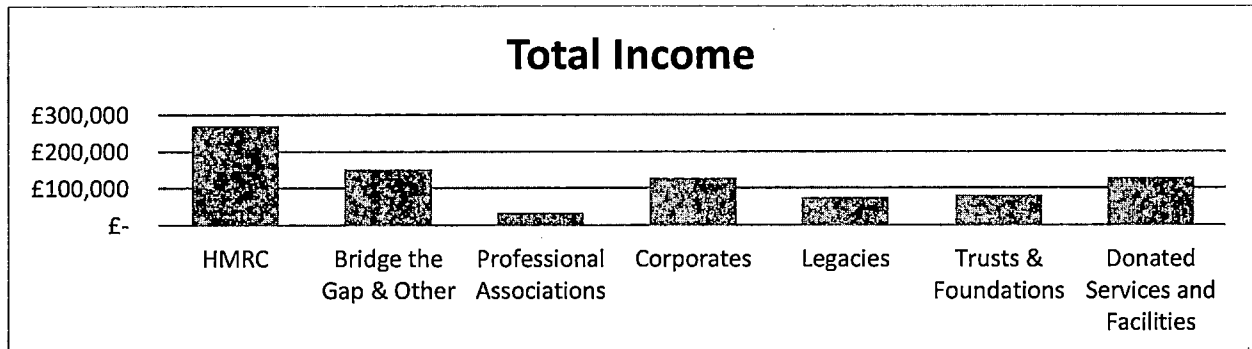 Total Income
£300,000
£200,000
£100,000
£-
HMRC
Bridge the
Gap & Other
Professional
Associations
Corporates
Legacies
Trusts &
Foundations
Donated
Services and
Facilities